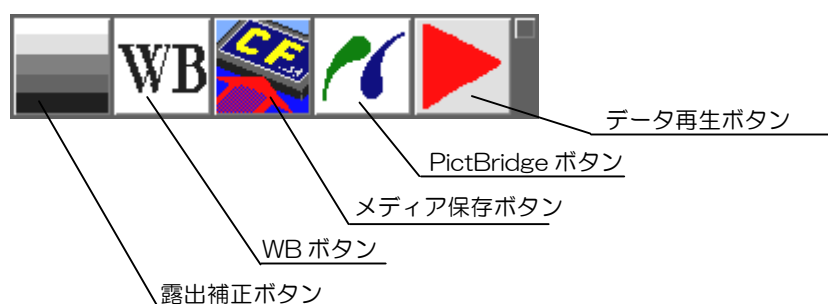 WB
CF
データ再生ボタン
PictBridge ボタン
メディア保存ボタン
WB ボタン
露出補正ボタン